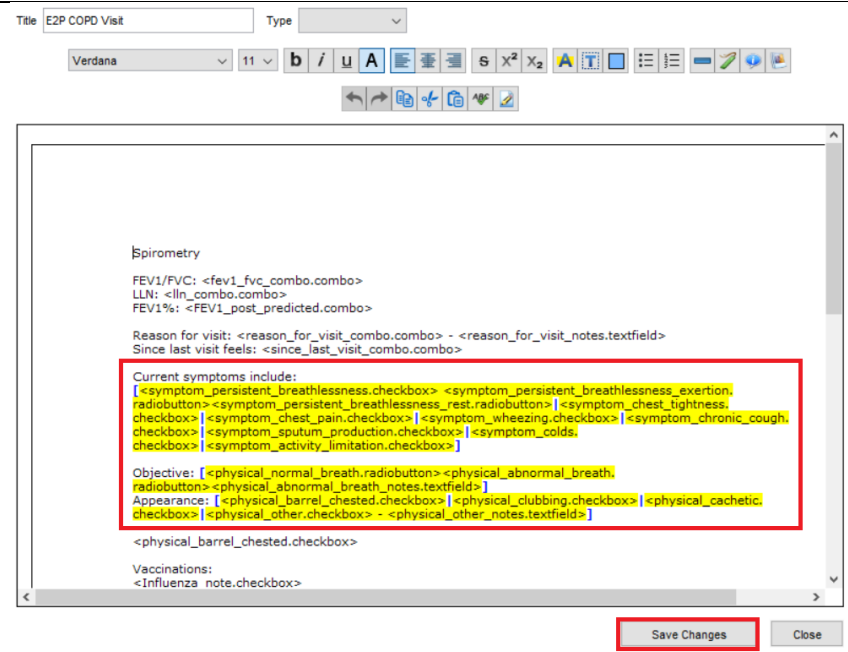 Title E2P COPD Visit Type
Verdana 11 b i u A S X² X₂ A T
ABC
Spirometry
FEV1/FVC: <fev1_fvc_combo.combo>
LLN: <lln_combo.combo>
FEV1%: <FEV1_post_predicted.combo>
Reason for visit: <reason_for_visit_combo.combo> - <reason_for_visit_notes.textfield>
Since last visit feels: <since_last_visit_combo.combo>
Current symptoms include:
[<symptom_persistent_breathlessness.checkbox> <symptom_persistent_breathlessness_exertion.
radiobutton><symptom_persistent_breathlessness_rest.radiobutton>|<symptom_chest_tightness.
checkbox>|<symptom_chest_pain.checkbox>|<symptom_wheezing.checkbox>|<symptom_chronic_cough.
checkbox>|<symptom_sputum_production.checkbox>|<symptom_colds.
checkbox>|<symptom_activity_limitation.checkbox>]
Objective: [<physical_normal_breath.radiobutton><physical_abnormal_breath.
radiobutton><physical_abnormal_breath_notes.textfield>]
Appearance: [<physical_barrel_chested.checkbox>|<physical_clubbing.checkbox>|<physical_cachetic.
checkbox>|<physical_other.checkbox> - <physical_other_notes.textfield>]
<physical_barrel_chested.checkbox>
Vaccinations:
<Influenza_note.checkbox>
Save Changes Close